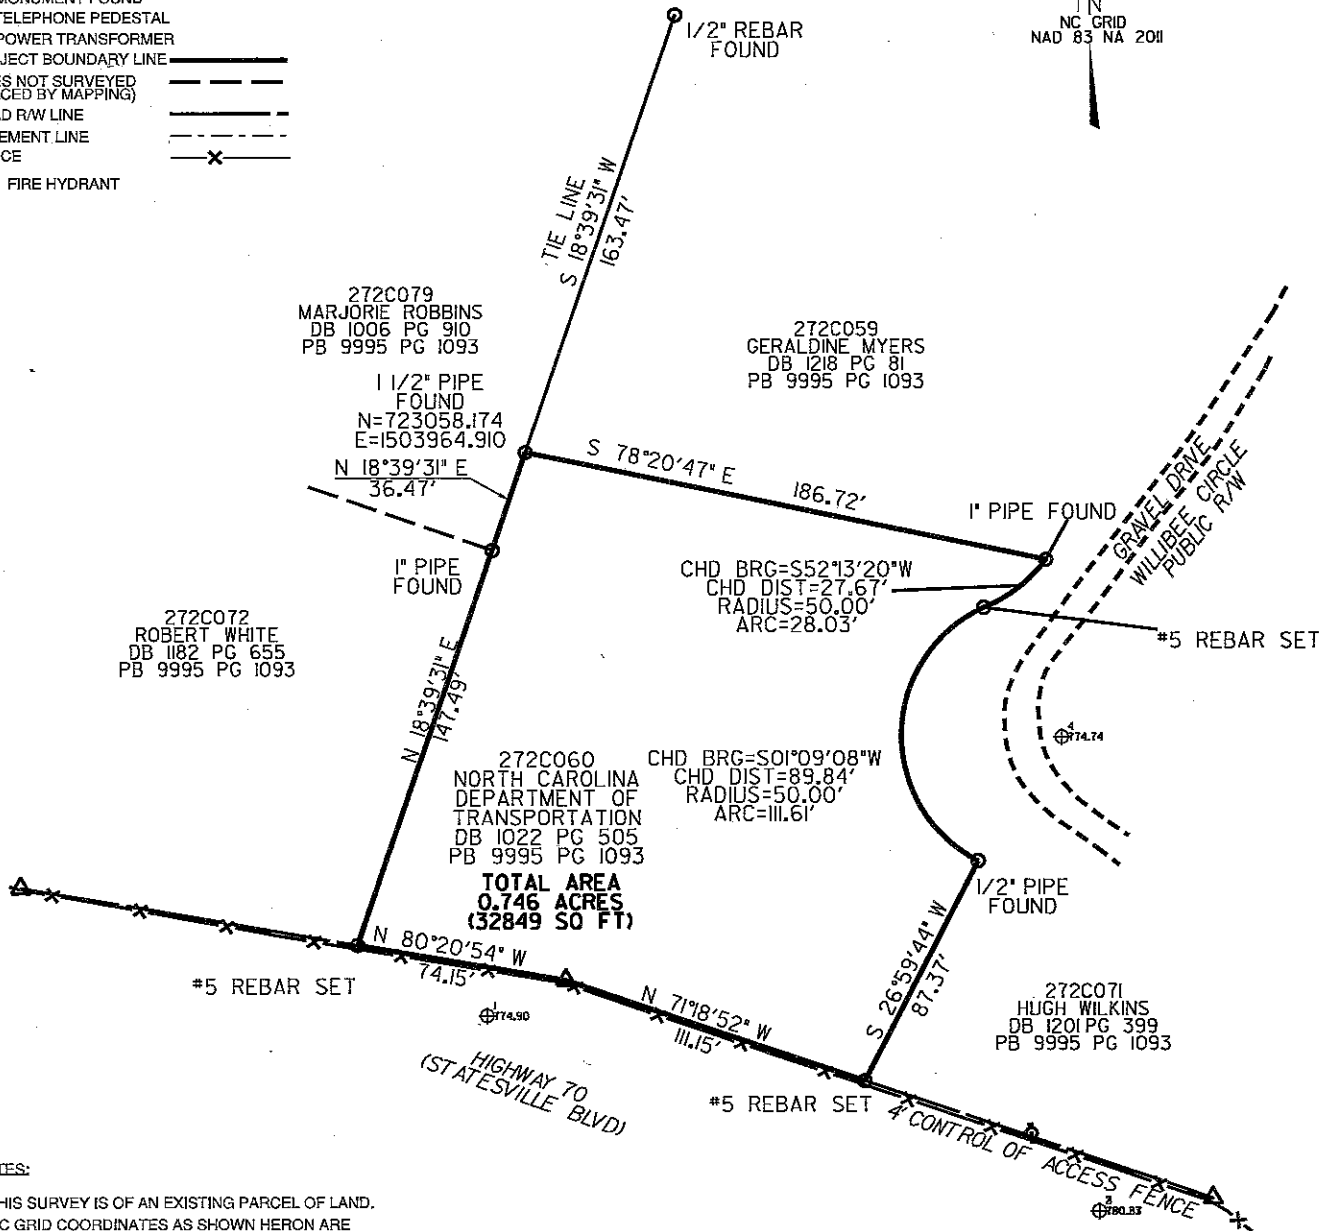 MONUMENT FOUND
TELEPHONE PEDESTAL
POWER TRANSFORMER
JECT BOUNDARY LINE
ES NOT SURVEYED
CED BY MAPPING)
D R/W LINE
EMENT LINE
CE
FIRE HYDRANT
1/2" REBAR
FOUND
N
NC GRID
NAD 83 NA 2011
TIE LINE
S 18°39'31" W
163.47'
272C079
MARJORIE ROBBINS
DB 1006 PG 910
PB 9995 PG 1093
272C059
GERALDINE MYERS
DB 1218 PG 81
PB 9995 PG 1093
1 1/2" PIPE
FOUND
N=723058.174
E=1503964.910
N 18°39'31" E
36.47'
S 78°20'47" E
186.72'
1" PIPE FOUND
GRAVEL DRIVE
WILLIBEE CIRCLE
PUBLIC R/W
1" PIPE
FOUND
CHD BRG=S52°13'20"W
CHD DIST=27.67'
RADIUS=50.00'
ARC=28.03'
#5 REBAR SET
272C072
ROBERT WHITE
DB 1182 PG 655
PB 9995 PG 1093
N 18°39'31" E
147.49'
4
774.74
272C060
NORTH CAROLINA
DEPARTMENT OF
TRANSPORTATION
DB 1022 PG 505
PB 9995 PG 1093
TOTAL AREA
0.746 ACRES
(32849 SQ FT)
CHD BRG=S01°09'08"W
CHD DIST=89.84'
RADIUS=50.00'
ARC=111.61'
1/2" PIPE
FOUND
N 80°20'54" W
74.15'
#5 REBAR SET
1
774.90
N 71°18'52" W
111.15'
S 26°59'44" W
87.37'
272C071
HUGH WILKINS
DB 1201 PG 399
PB 9995 PG 1093
HIGHWAY 70
(STATESVILLE BLVD)
#5 REBAR SET
4' CONTROL OF ACCESS FENCE
780.83
TES:
HIS SURVEY IS OF AN EXISTING PARCEL OF LAND.
C GRID COORDINATES AS SHOWN HERON ARE